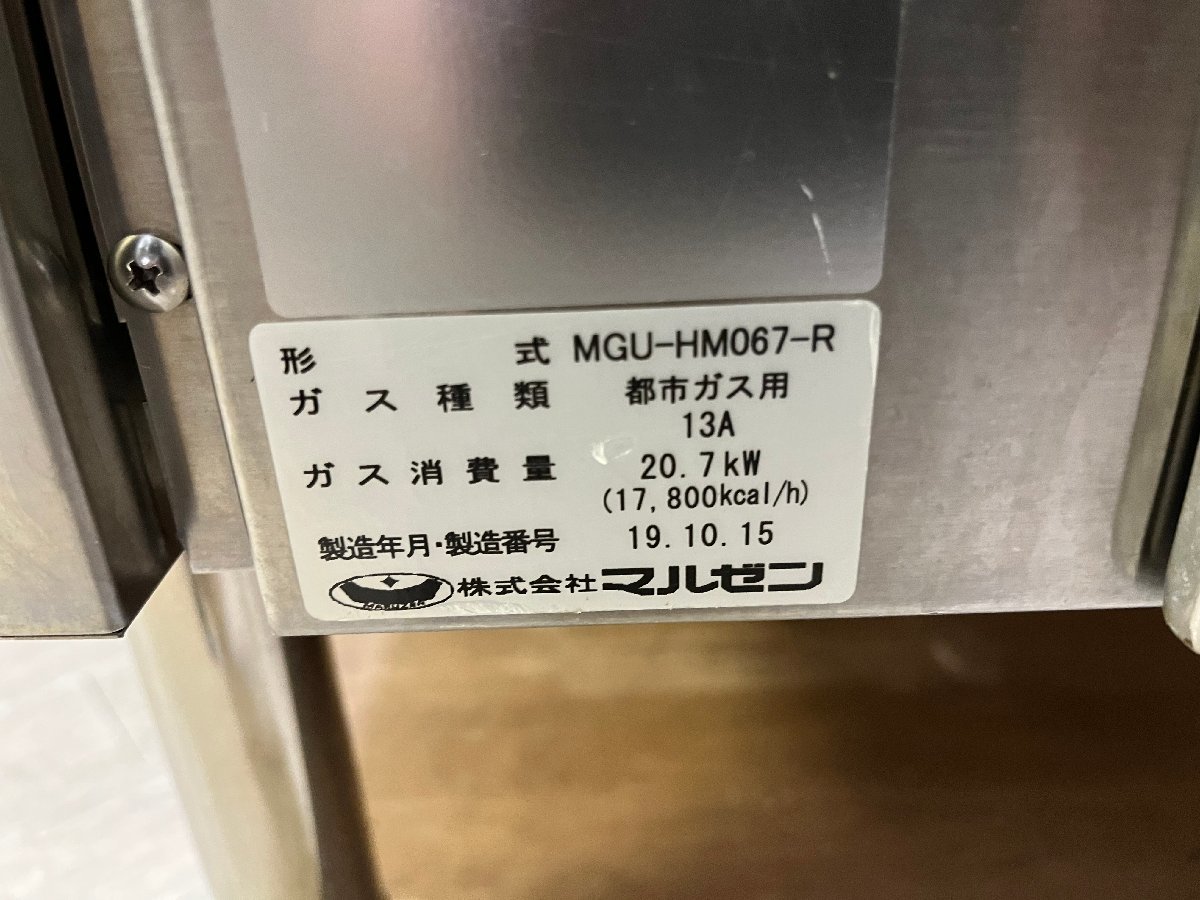 形式 MGU-HM067-R
ガス種類 都市ガス用
13A
ガス消費量 20.7kW
(17,800kcal/h)
製造年月・製造番号 19.10.15
MARUZEN 株式会社マルゼン